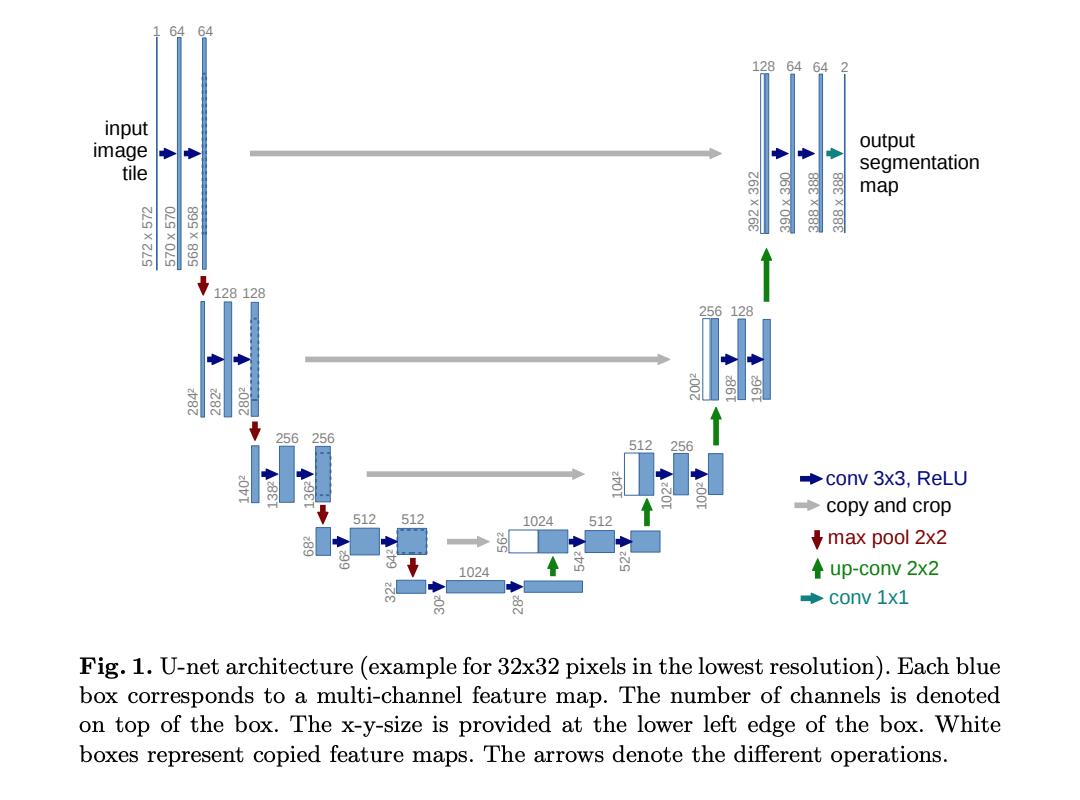 1 64 64
128 64 64 2
input
image
tile
output
segmentation
map
572 x 572
570 x 570
568 x 568
392 x 392
390 x 390
388 x 388
388 x 388
128 128
256 128
284²
282²
280²
200²
198²
196²
256 256
512 256
140²
138²
136²
104²
102²
100²
512 512
1024 512
68²
66²
64²
56²
54²
52²
1024
32²
30²
28²
conv 3x3, ReLU
copy and crop
max pool 2x2
up-conv 2x2
conv 1x1
Fig. 1. U-net architecture (example for 32x32 pixels in the lowest resolution). Each blue
box corresponds to a multi-channel feature map. The number of channels is denoted
on top of the box. The x-y-size is provided at the lower left edge of the box. White
boxes represent copied feature maps. The arrows denote the different operations.